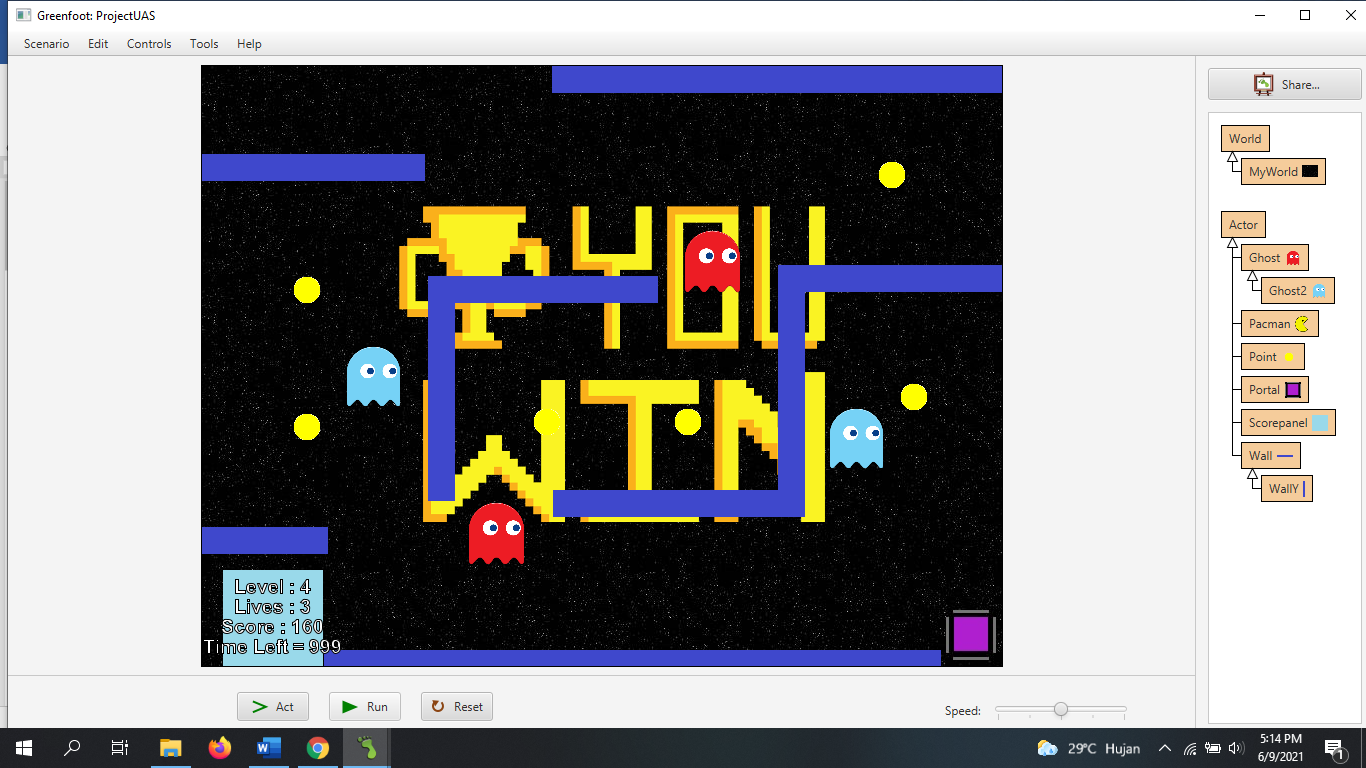 Greenfoot: ProjectUAS
Scenario Edit Controls Tools Help
Share...
World
MyWorld
Actor
Ghost
Ghost2
Pacman
Point
Portal
Scorepanel
Wall
WallY
YOU
WIN
Level : 4
Lives : 3
Score : 160
Time Left = 999
Act Run Reset Speed:
29°C Hujan
5:14 PM
6/9/2021
1